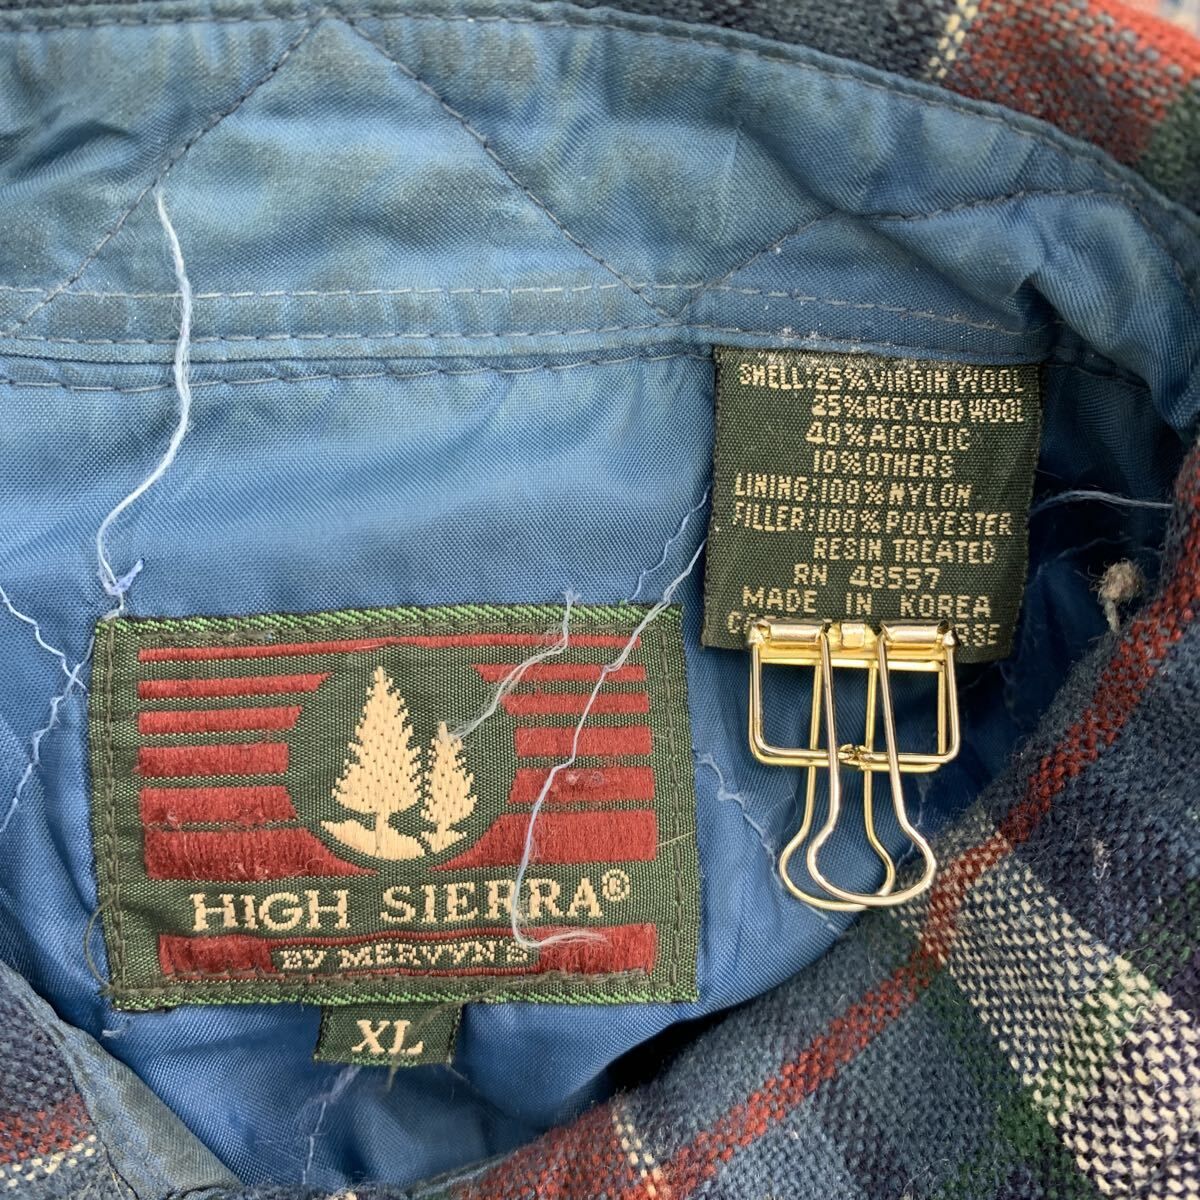 SHELL:25% VIRGIN WOOL
25% RECYCLED WOOL
40% ACRYLIC
10% OTHERS
LINING:100% NYLON
FILLER:100% POLYESTER
RESIN TREATED
RN 48557
MADE IN KOREA
HIGH SIERRA®
BY MERVYN'S
XL